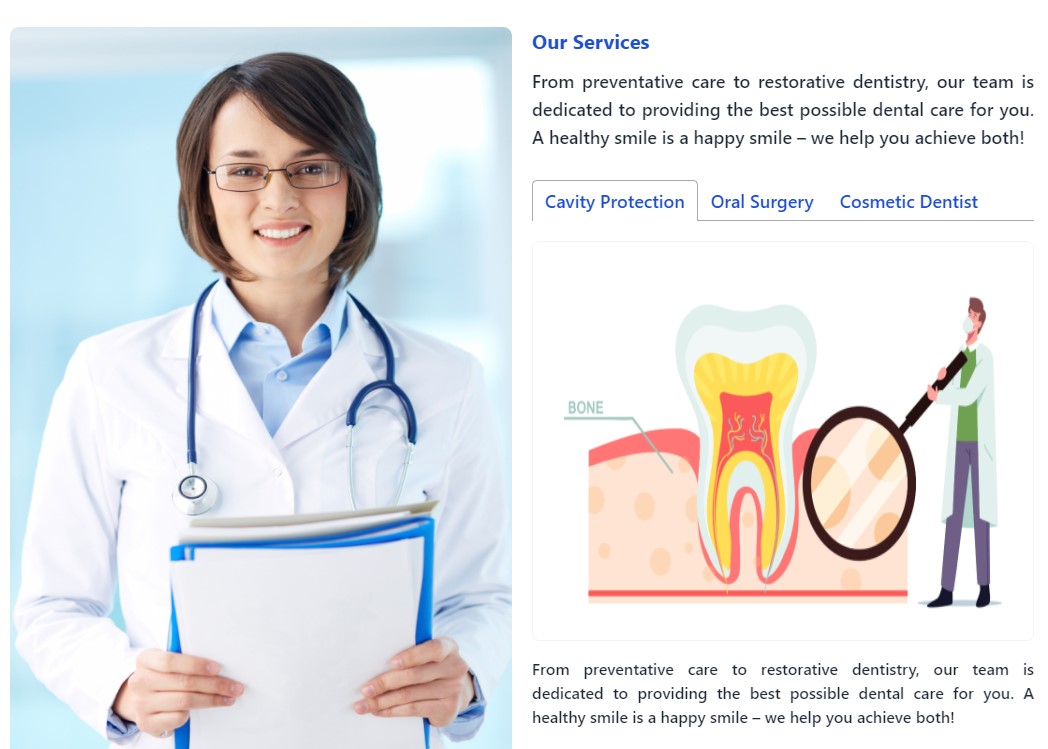 Our Services
From preventative care to restorative dentistry, our team is
dedicated to providing the best possible dental care for you.
A healthy smile is a happy smile – we help you achieve both!
Cavity Protection
Oral Surgery
Cosmetic Dentist
BONE
From preventative care to restorative dentistry, our team is
dedicated to providing the best possible dental care for you. A
healthy smile is a happy smile – we help you achieve both!